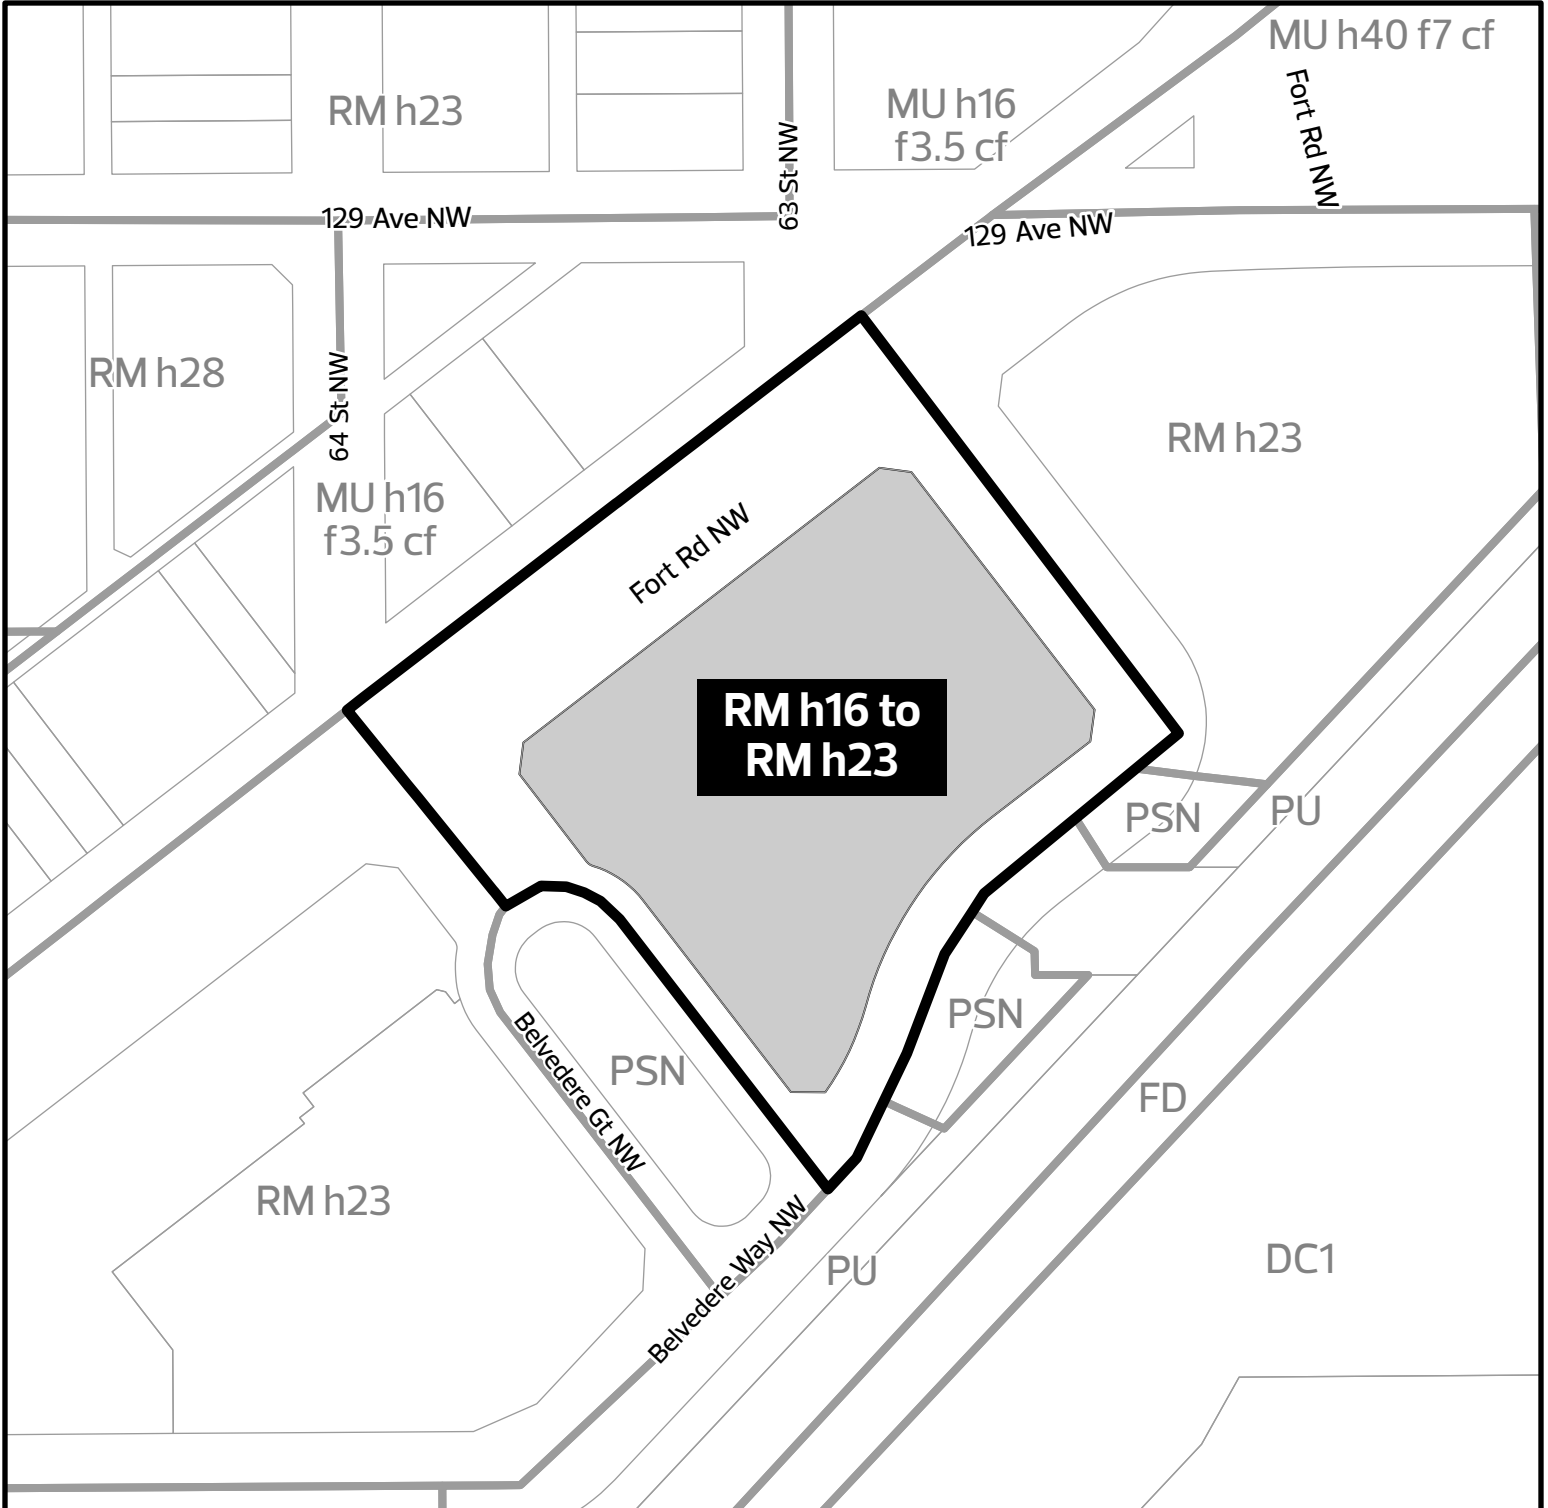 MU h40 f7 cf
RM h23
MU h16
f3.5 cf
Fort Rd NW
63 St NW
129 Ave NW
129 Ave NW
RM h28
64 St NW
RM h23
MU h16
f3.5 cf
Fort Rd NW
RM h16 to
RM h23
PSN
PU
PSN
Belvedere Gt NW
PSN
FD
RM h23
Belvedere Way NW
PU
DC1